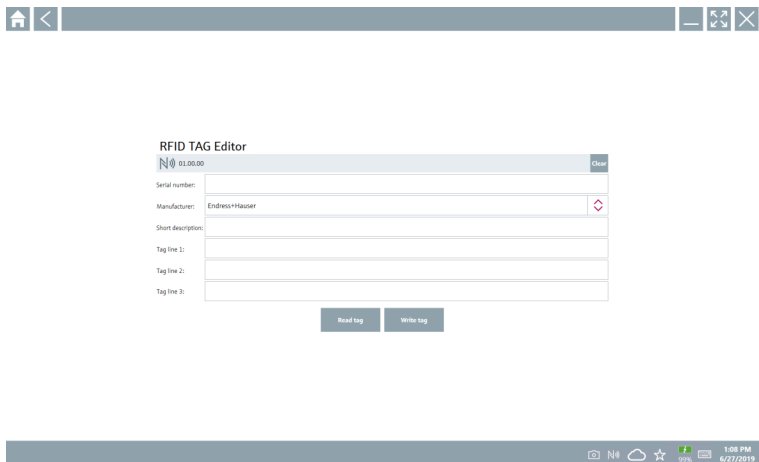 RFID TAG Editor
01.00.00 Clear
Serial number:
Manufacturer: Endress+Hauser
Short description:
Tag line 1:
Tag line 2:
Tag line 3:
Read tag Write tag
99% 1:08 PM
6/27/2019